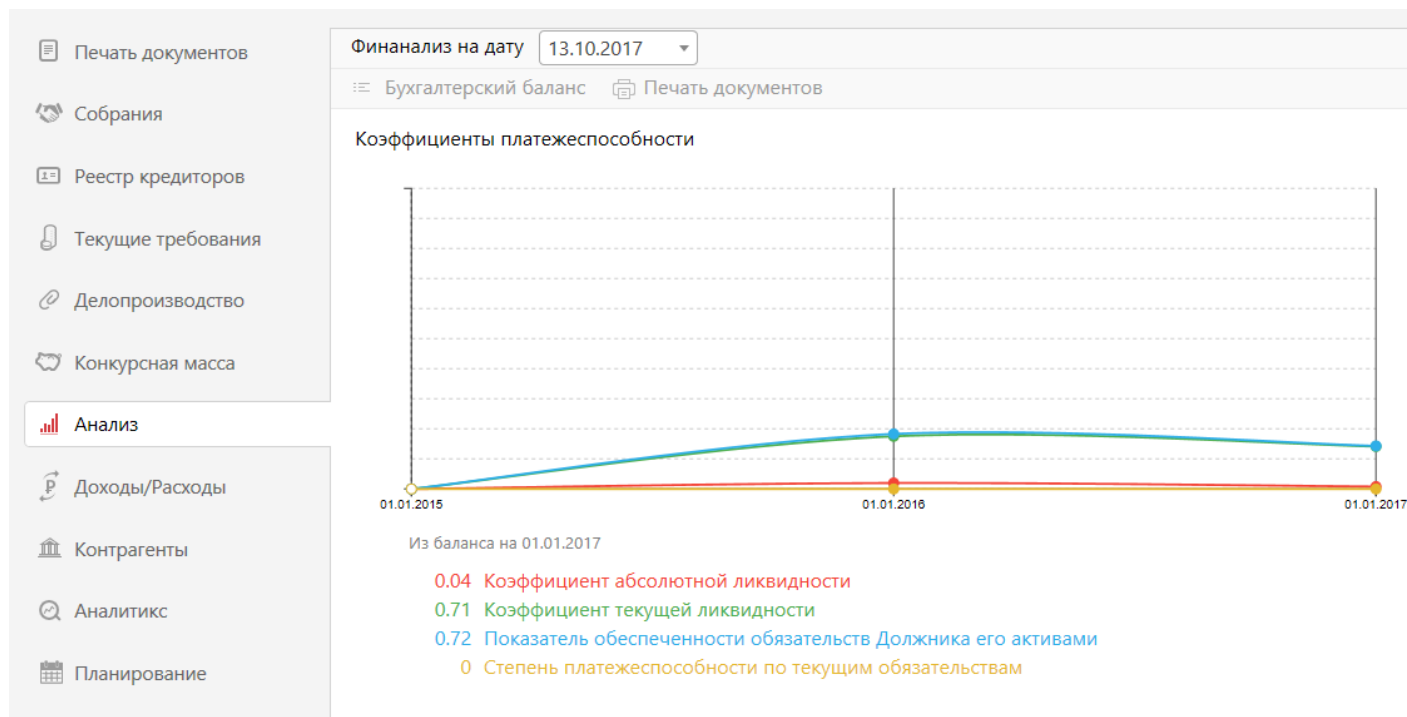 Печать документов
Собрания
Реестр кредиторов
Текущие требования
Делопроизводство
Конкурсная масса
Анализ
Доходы/Расходы
Контрагенты
Аналитикс
Планирование
Финанализ на дату 13.10.2017
Бухгалтерский баланс Печать документов
Коэффициенты платежеспособности
01.01.2015 01.01.2016 01.01.2017
Из баланса на 01.01.2017
0.04 Коэффициент абсолютной ликвидности
0.71 Коэффициент текущей ликвидности
0.72 Показатель обеспеченности обязательств Должника его активами
0 Степень платежеспособности по текущим обязательствам